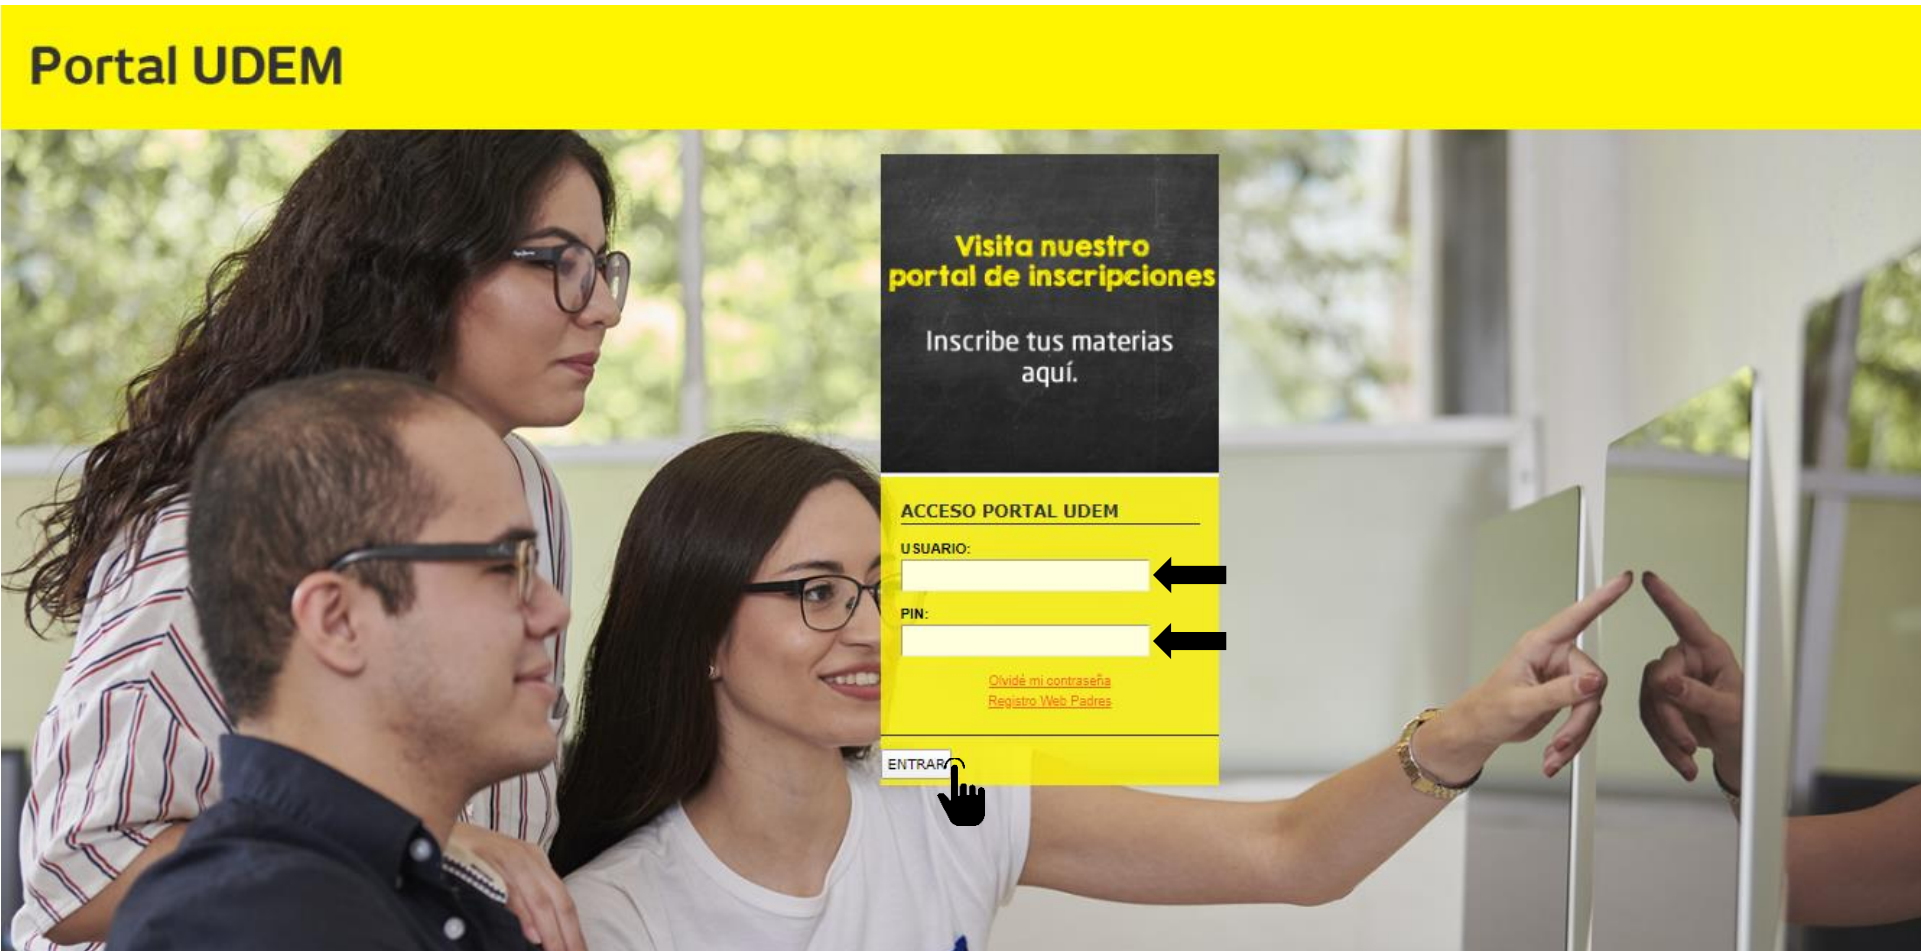 Portal UDEM
Visita nuestro
portal de inscripciones
Inscribe tus materias
aquí.
ACCESO PORTAL UDEM
USUARIO:
PIN:
Olvidé mi contraseña
Registro Web Padres
ENTRAR